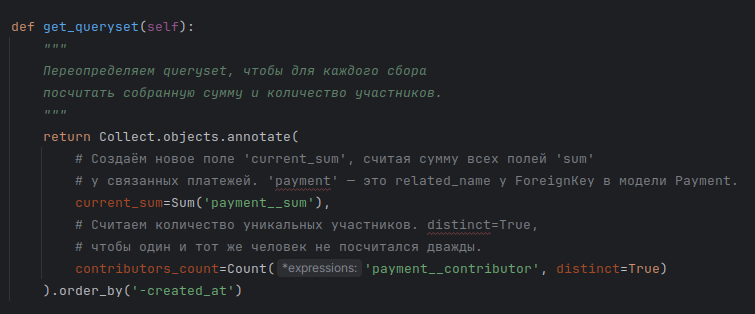 def get_queryset(self):
"""
Переопределяем queryset, чтобы для каждого сбора
посчитать собранную сумму и количество участников.
"""
return Collect.objects.annotate(
# Создаём новое поле 'current_sum', считая сумму всех полей 'sum'
# у связанных платежей. 'payment' — это related_name у ForeignKey в модели Payment.
current_sum=Sum('payment__sum'),
# Считаем количество уникальных участников. distinct=True,
# чтобы один и тот же человек не посчитался дважды.
contributors_count=Count( *expressions: 'payment__contributor', distinct=True)
).order_by('-created_at')